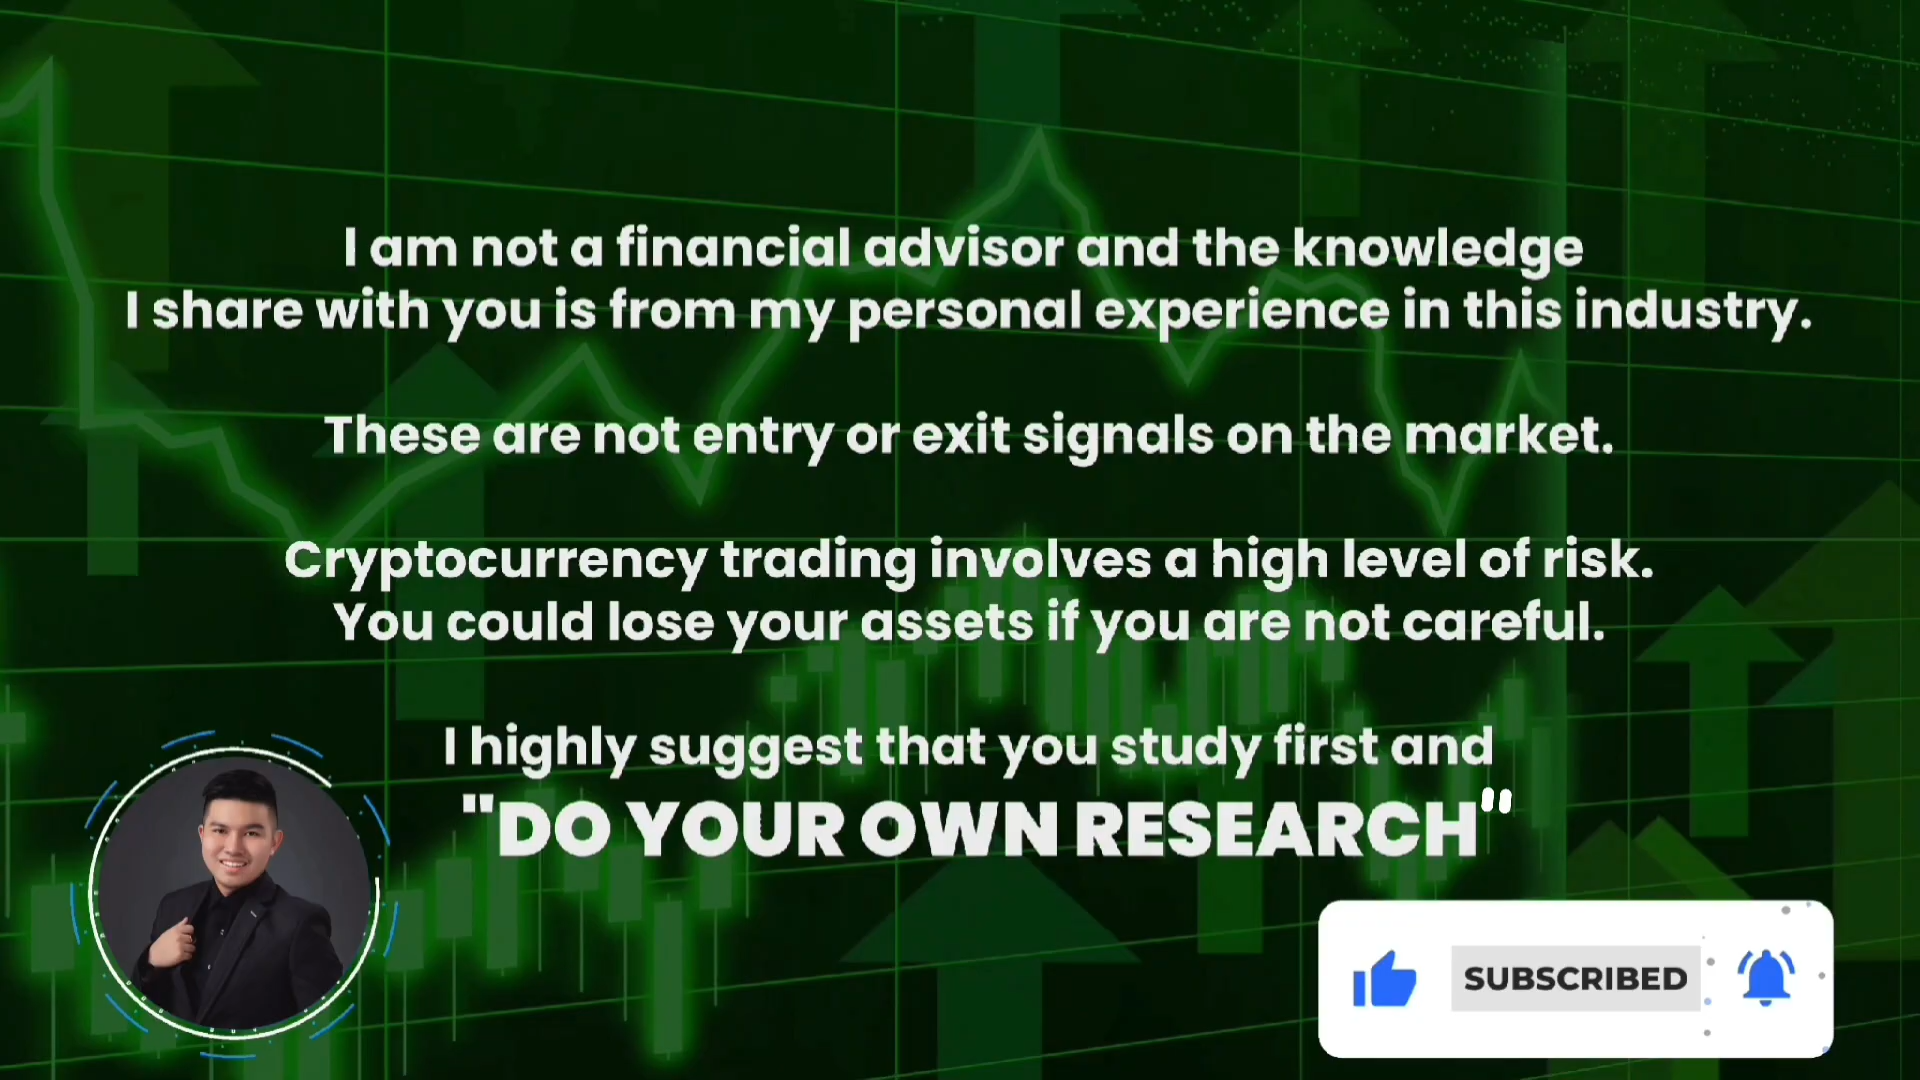 I am not a financial advisor and the knowledge
I share with you is from my personal experience in this industry.
These are not entry or exit signals on the market.
Cryptocurrency trading involves a high level of risk.
You could lose your assets if you are not careful.
I highly suggest that you study first and
"DO YOUR OWN RESEARCH"
SUBSCRIBED